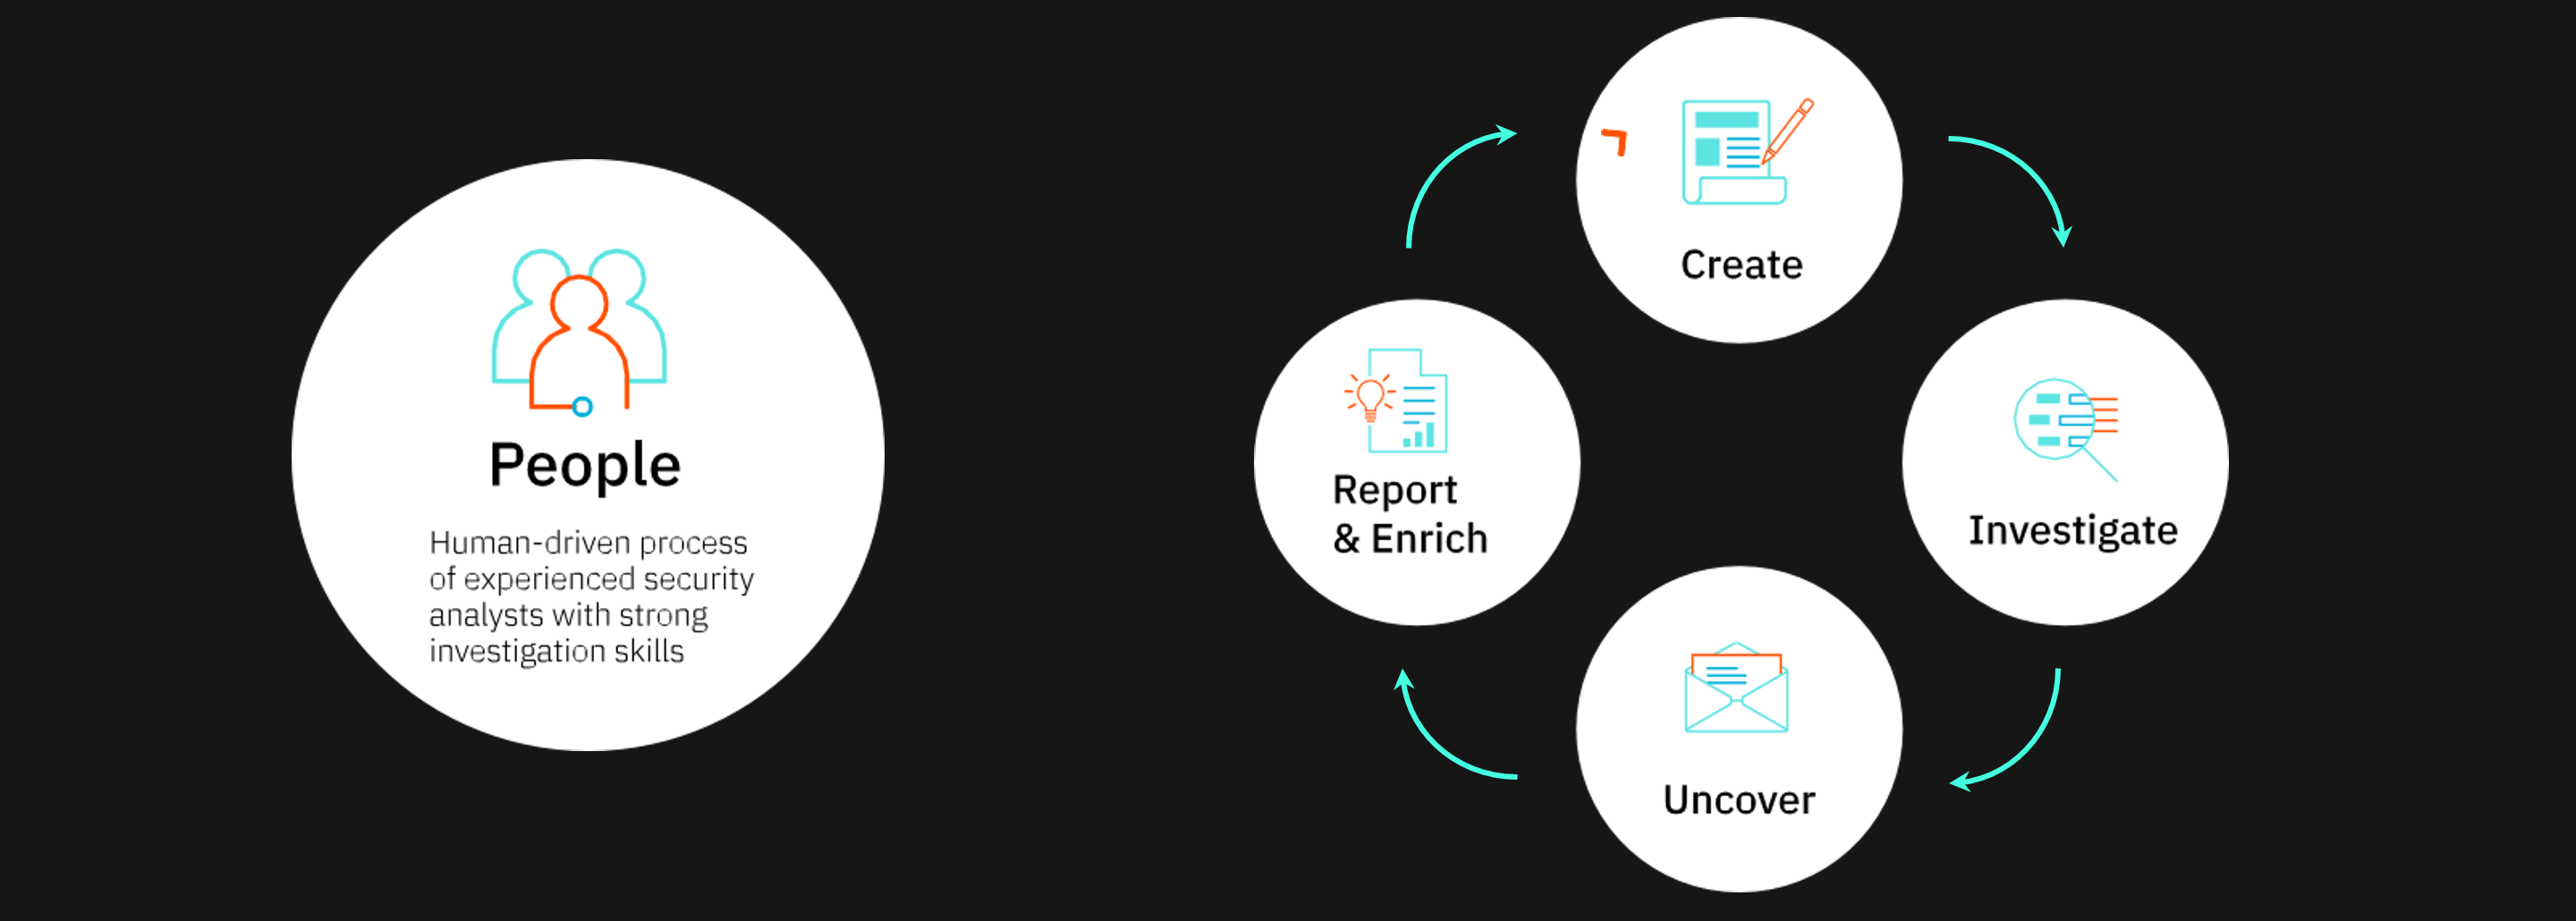 People
Human-driven process
of experienced security
analysts with strong
investigation skills
Create
Investigate
Uncover
Report
& Enrich